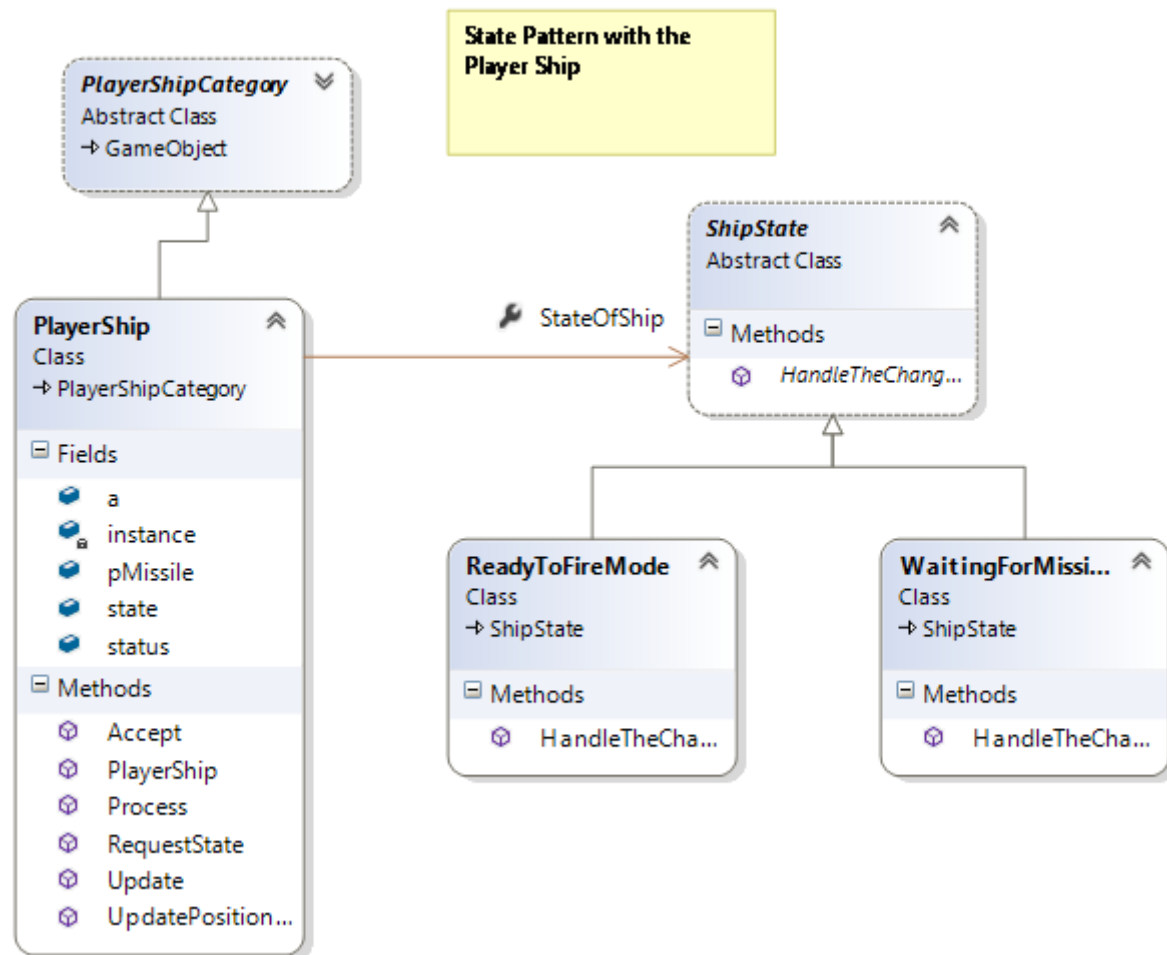 State Pattern with the
Player Ship
PlayerShipCategory
Abstract Class
GameObject
ShipState
Abstract Class
Methods
HandleTheChang...
StateOfShip
PlayerShip
Class
PlayerShipCategory
Fields
a
instance
pMissile
state
status
Methods
Accept
PlayerShip
Process
RequestState
Update
UpdatePosition...
ReadyToFireMode
Class
ShipState
Methods
HandleTheCha...
WaitingForMissi...
Class
ShipState
Methods
HandleTheCha...